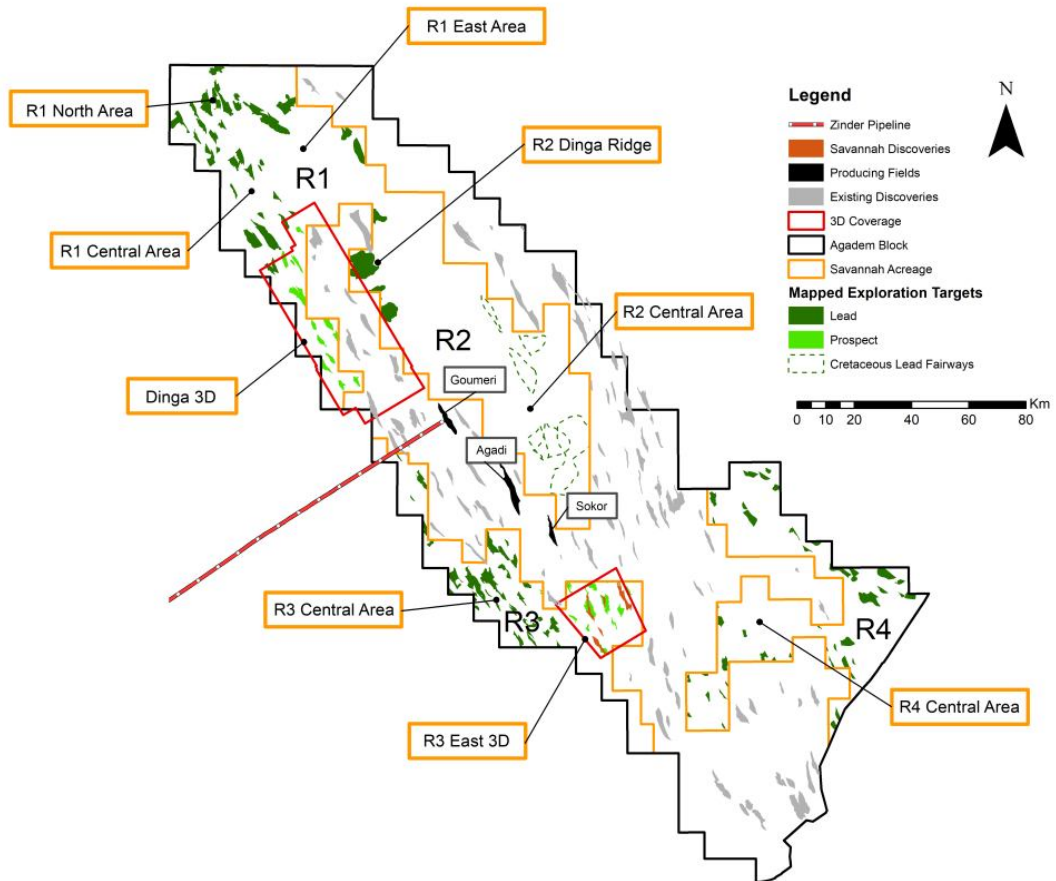 R1 East Area
R1 North Area
R2 Dinga Ridge
R1
R1 Central Area
R2 Central Area
R2
Goumeri
Dinga 3D
Agadi
Sokor
R3 Central Area
R3
R4
R4 Central Area
R3 East 3D
Legend
Zinder Pipeline
Savannah Discoveries
Producing Fields
Existing Discoveries
3D Coverage
Agadem Block
Savannah Acreage
Mapped Exploration Targets
Lead
Prospect
Cretaceous Lead Fairways
N
Km
0 10 20 40 60 80